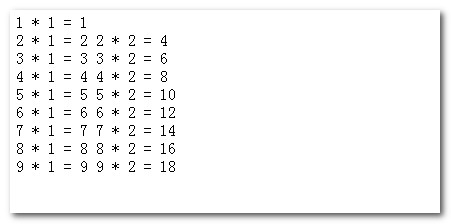 1 * 1 = 1
2 * 1 = 2 2 * 2 = 4
3 * 1 = 3 3 * 2 = 6
4 * 1 = 4 4 * 2 = 8
5 * 1 = 5 5 * 2 = 10
6 * 1 = 6 6 * 2 = 12
7 * 1 = 7 7 * 2 = 14
8 * 1 = 8 8 * 2 = 16
9 * 1 = 9 9 * 2 = 18